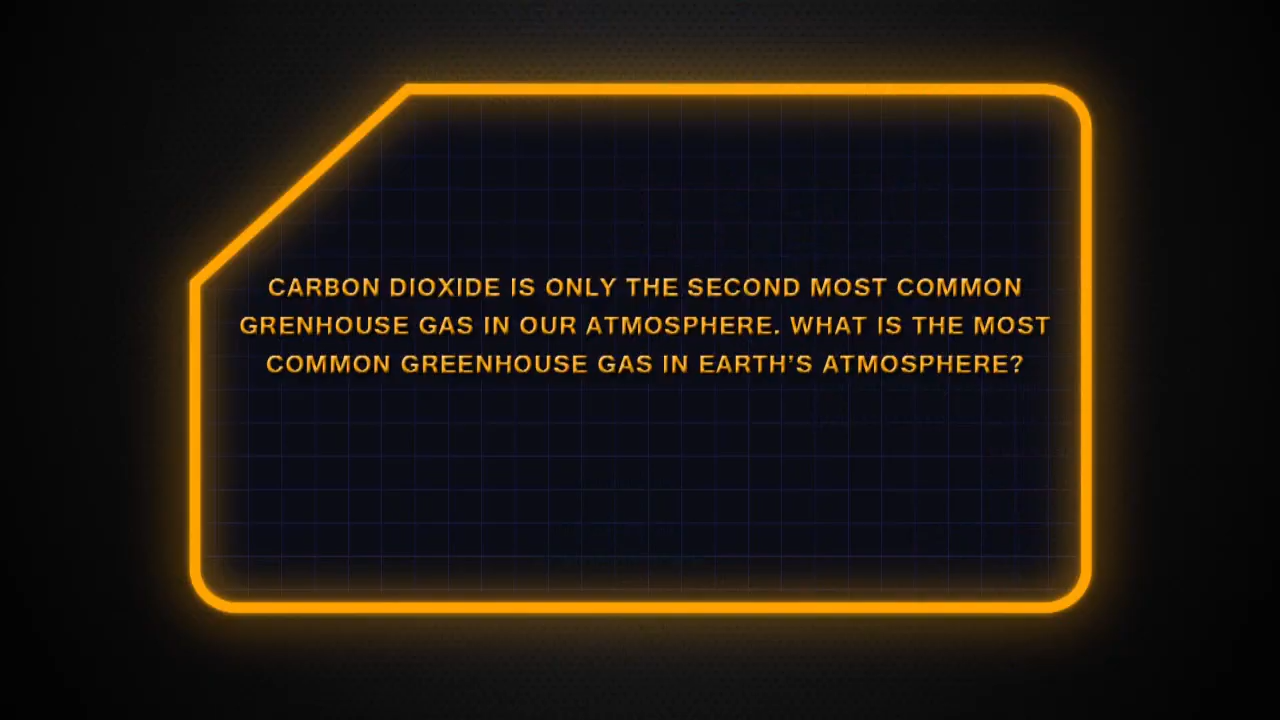 CARBON DIOXIDE IS ONLY THE SECOND MOST COMMON
GRENHOUSE GAS IN OUR ATMOSPHERE. WHAT IS THE MOST
COMMON GREENHOUSE GAS IN EARTH’S ATMOSPHERE?